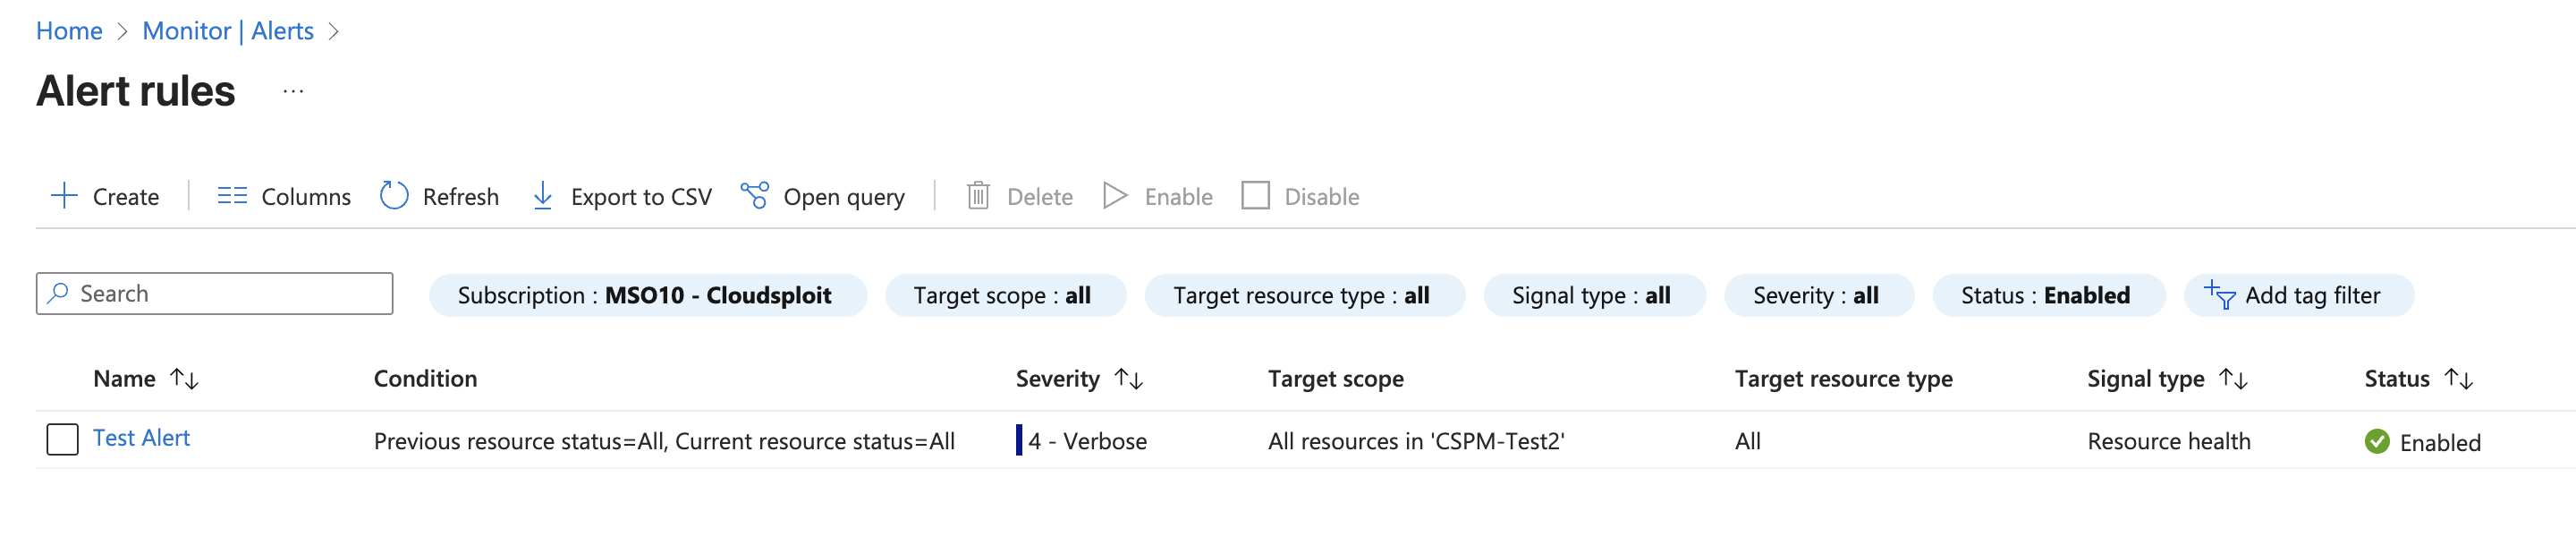 Home > Monitor | Alerts >
Alert rules ...
Create Columns Refresh Export to CSV Open query Delete Enable Disable
Search Subscription : MSO10 - Cloudsploit Target scope : all Target resource type : all Signal type : all Severity : all Status : Enabled Add tag filter
Name ↑↓ Condition Severity ↑↓ Target scope Target resource type Signal type ↑↓ Status ↑↓
Test Alert Previous resource status=All, Current resource status=All 4 - Verbose All resources in 'CSPM-Test2' All Resource health Enabled